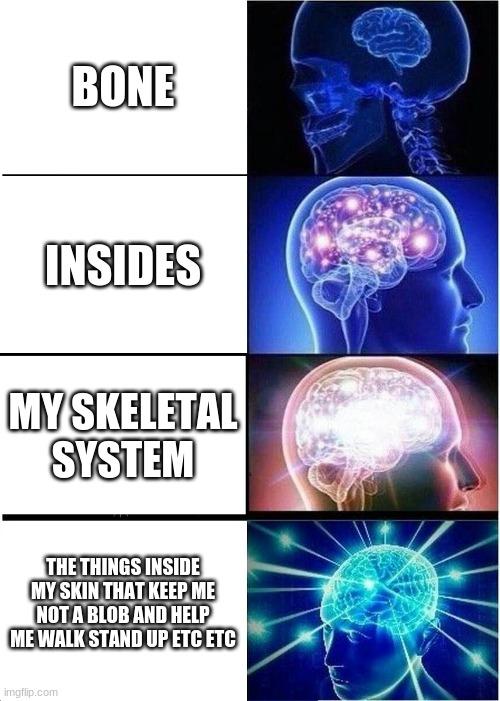 BONE
INSIDES
MY SKELETAL
SYSTEM
THE THINGS INSIDE
MY SKIN THAT KEEP ME
NOT A BLOB AND HELP
ME WALK STAND UP ETC ETC
imgflip.com